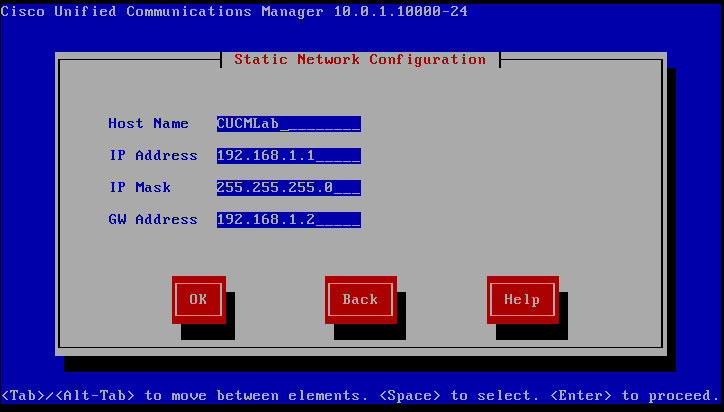 Cisco Unified Communications Manager 10.0.1.10000-24
Static Network Configuration
Host Name CUCMLab_________
IP Address 192.168.1.1_____
IP Mask 255.255.255.0___
GW Address 192.168.1.2_____
OK Back Help
<Tab>/<Alt-Tab> to move between elements. <Space> to select. <Enter> to proceed.